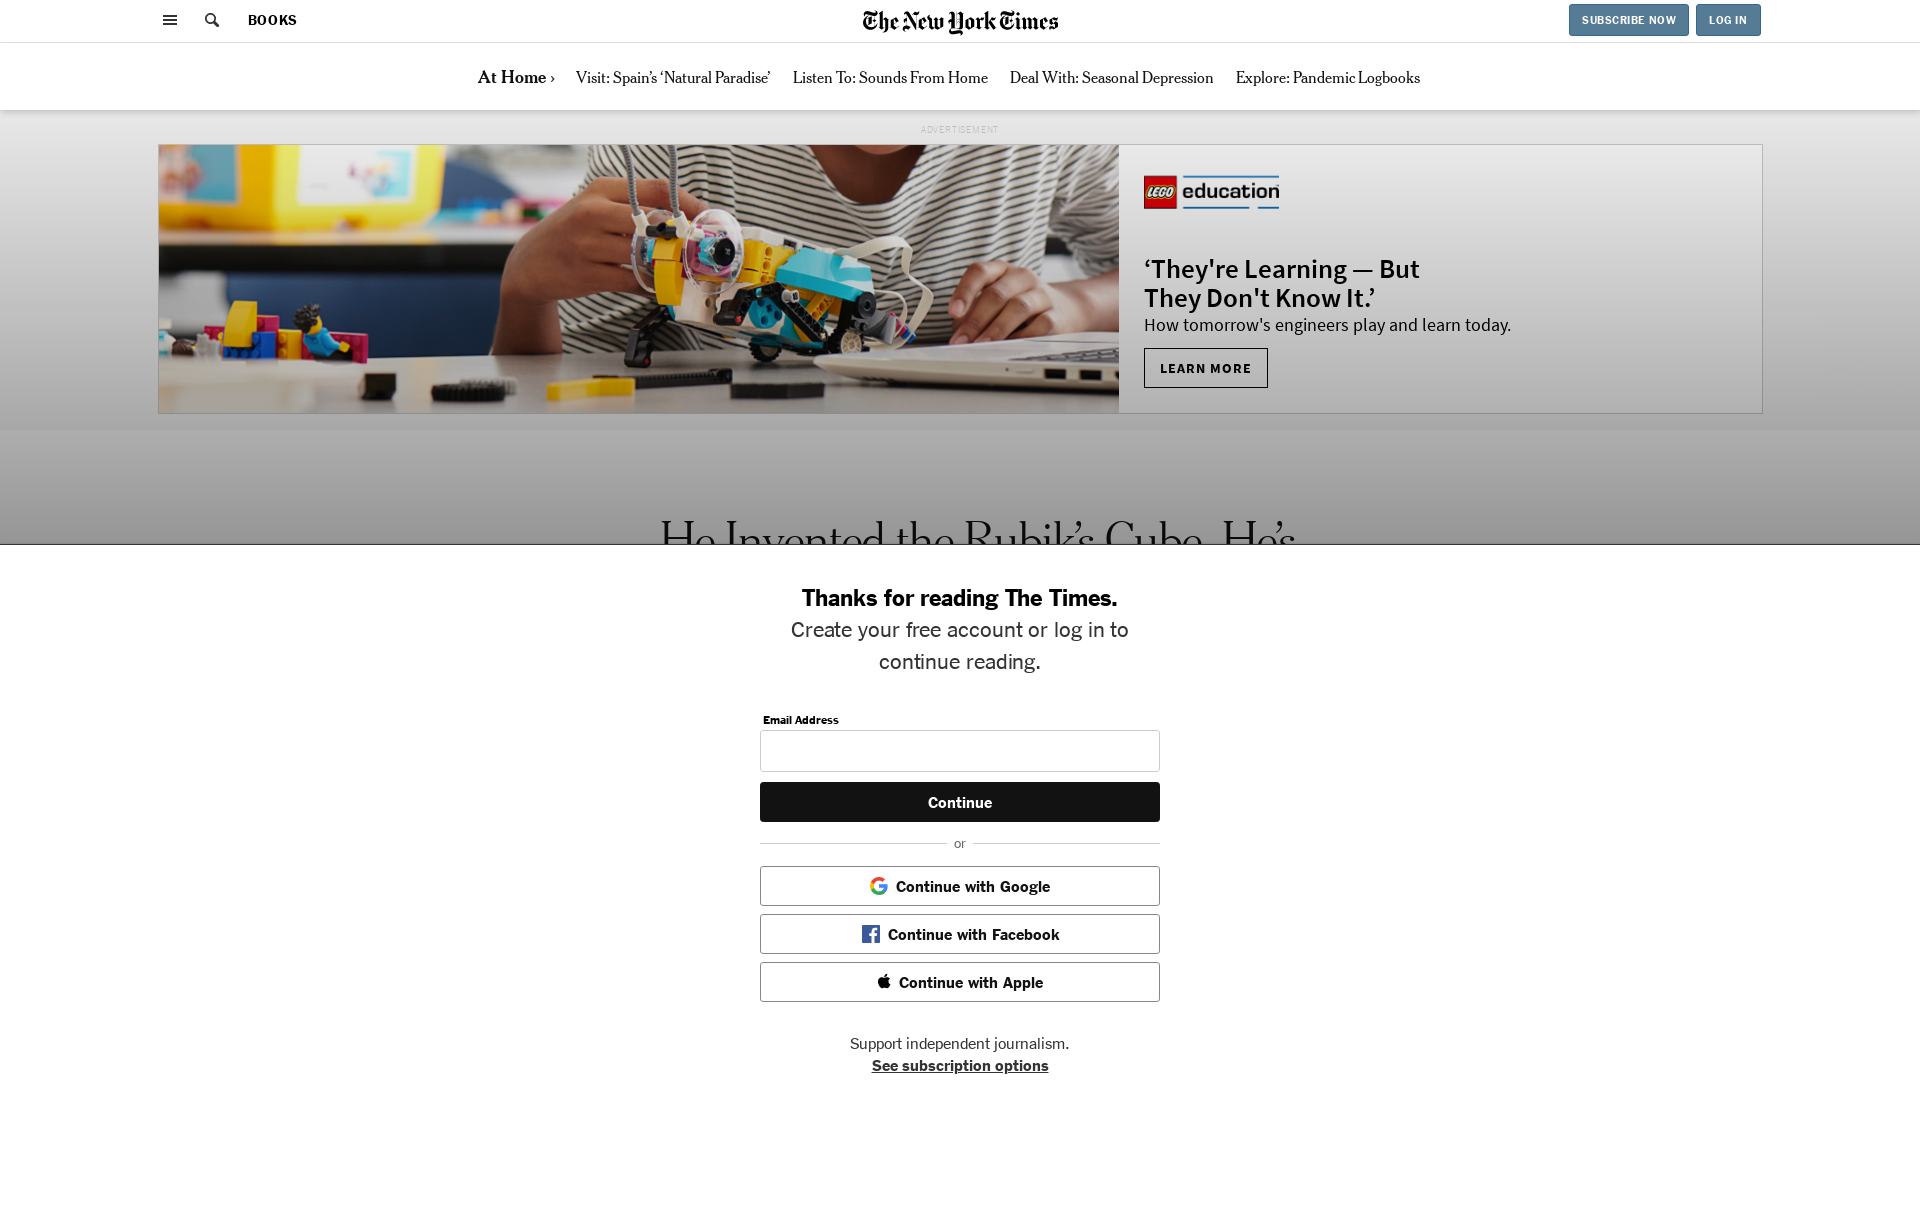 BOOKS
The New York Times
SUBSCRIBE NOW
LOG IN
At Home ›
Visit: Spain’s ‘Natural Paradise’
Listen To: Sounds From Home
Deal With: Seasonal Depression
Explore: Pandemic Logbooks
ADVERTISEMENT
LEGO education
‘They're Learning — But
They Don't Know It.’
How tomorrow's engineers play and learn today.
LEARN MORE
He Invented the Rubik’s Cube. He’s
Thanks for reading The Times.
Create your free account or log in to
continue reading.
Email Address
Continue
or
Continue with Google
Continue with Facebook
Continue with Apple
Support independent journalism.
See subscription options